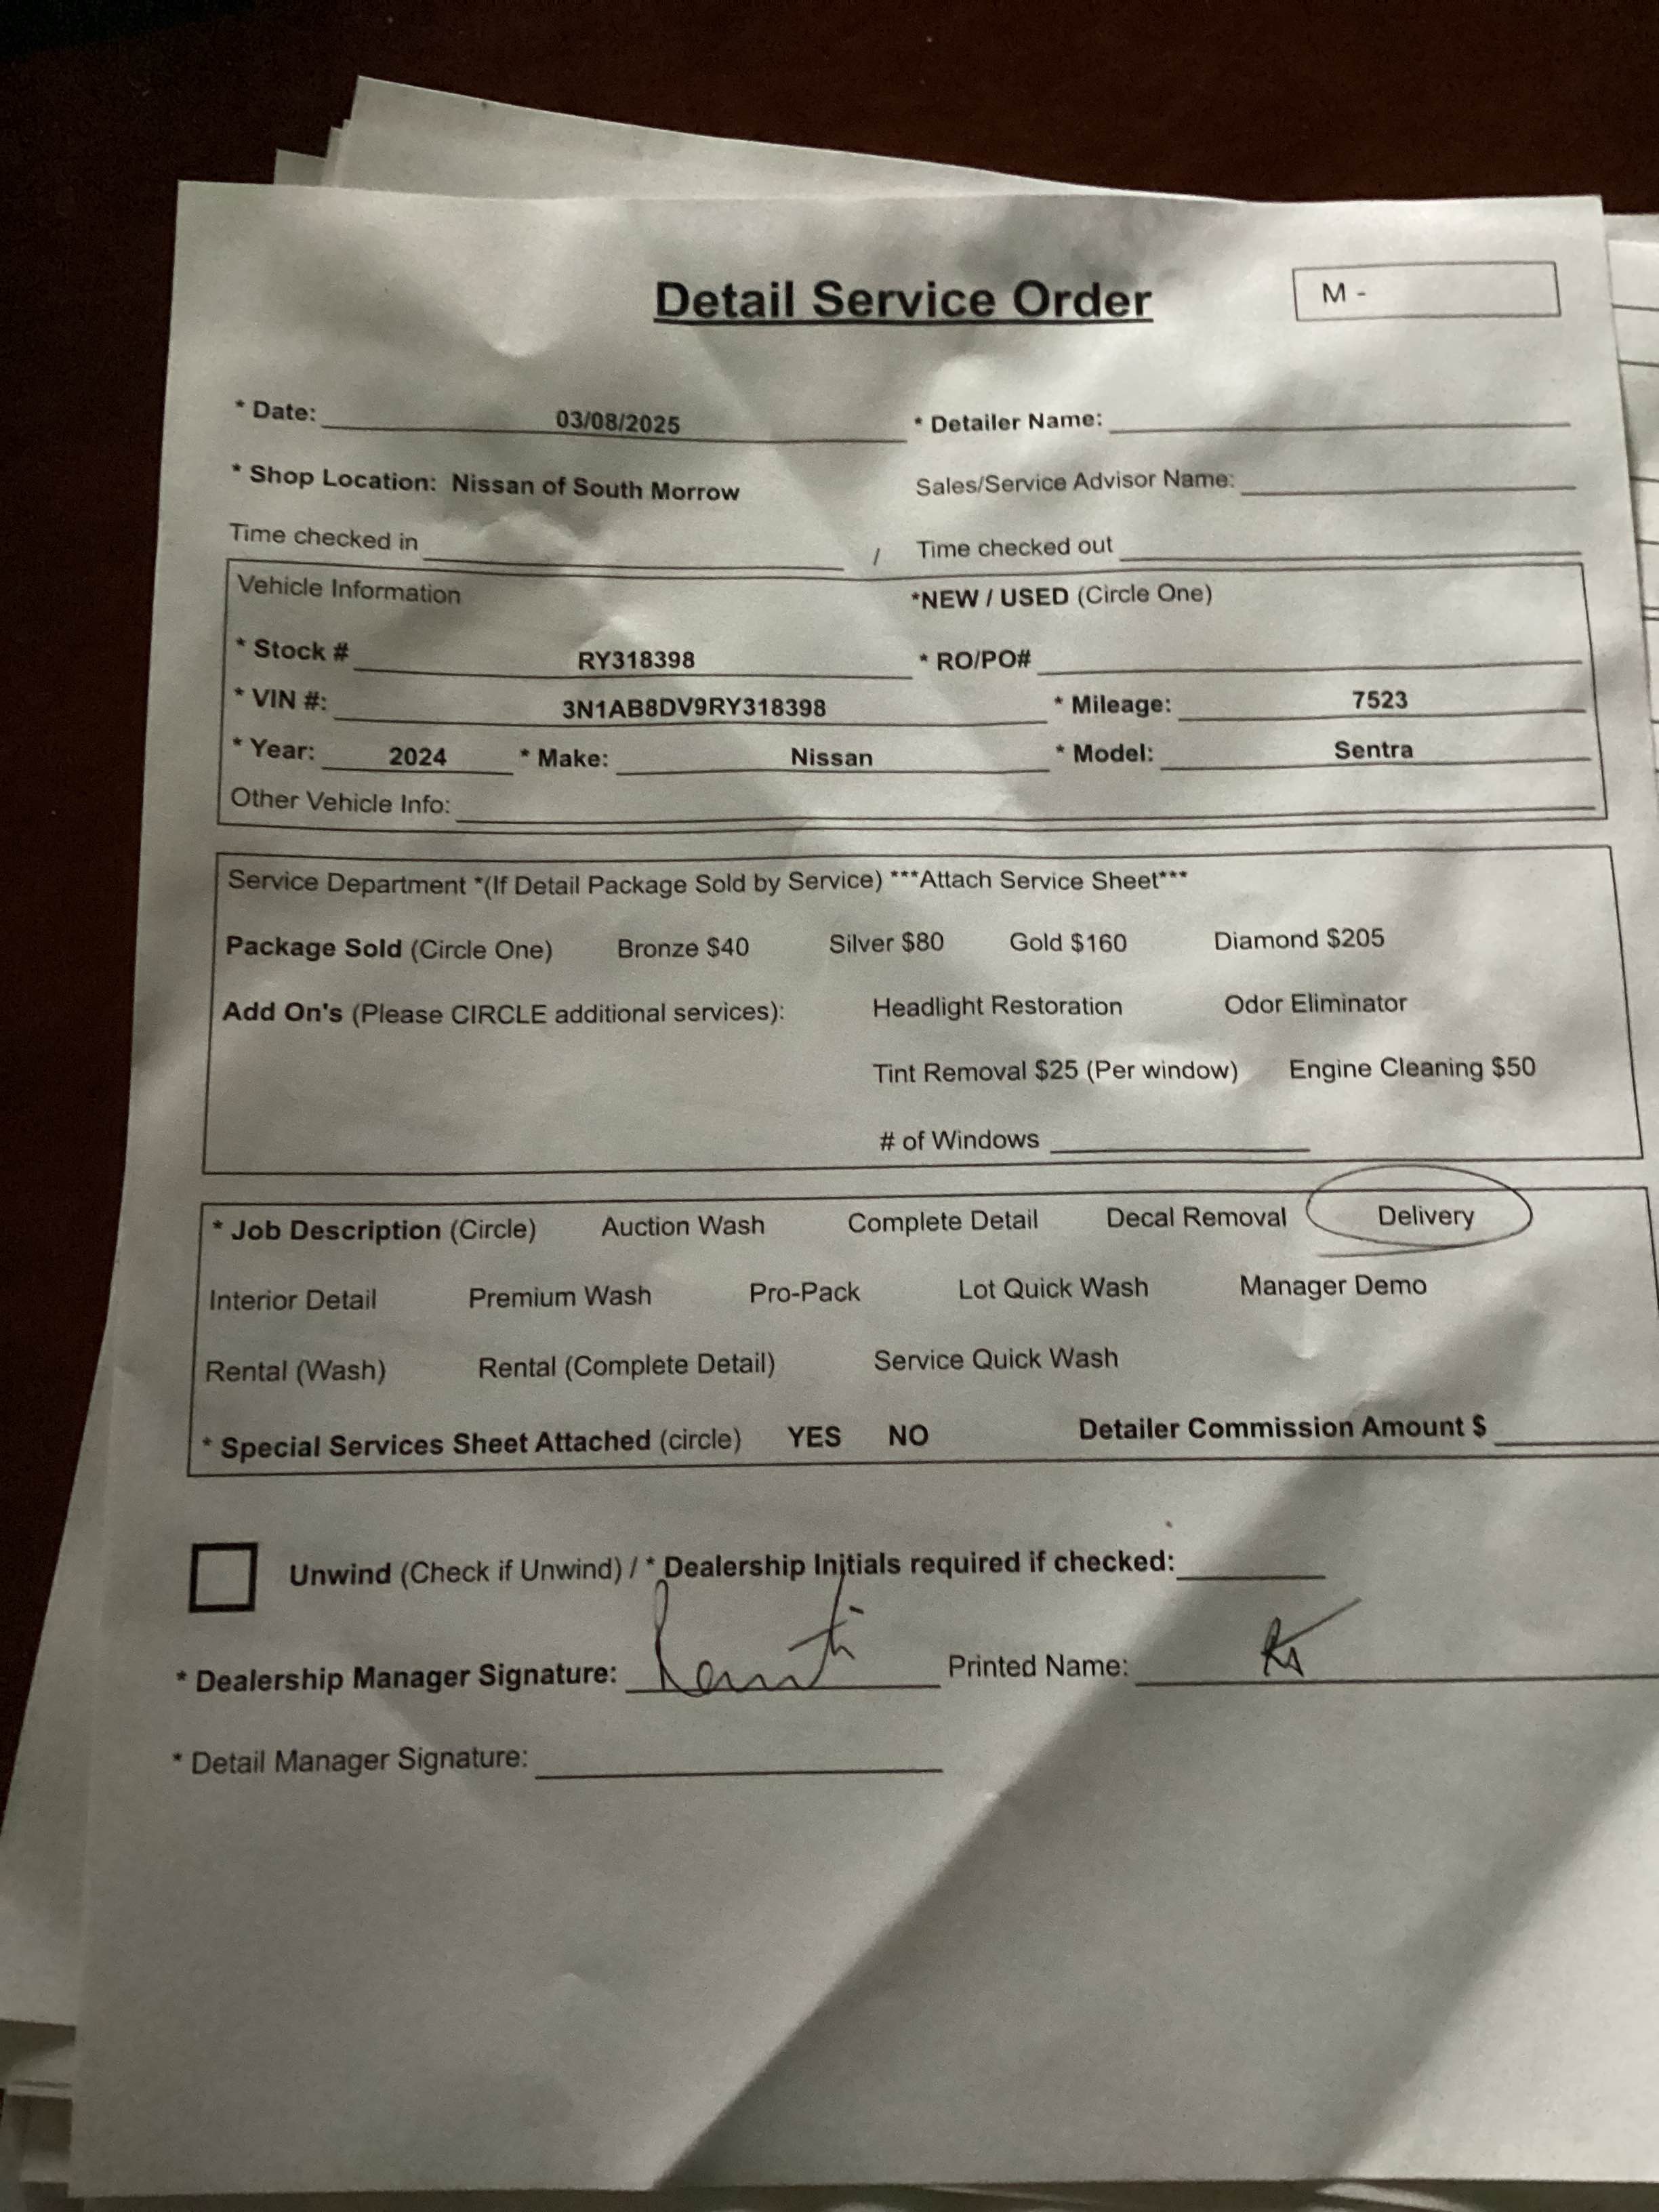 Detail Service Order
M -
* Date: 03/08/2025 * Detailer Name:
* Shop Location: Nissan of South Morrow Sales/Service Advisor Name:
Time checked in / Time checked out
Vehicle Information *NEW / USED (Circle One)
* Stock # RY318398 * RO/PO#
* VIN #: 3N1AB8DV9RY318398 * Mileage: 7523
* Year: 2024 * Make: Nissan * Model: Sentra
Other Vehicle Info:
Service Department *(If Detail Package Sold by Service) ***Attach Service Sheet***
Package Sold (Circle One) Bronze $40 Silver $80 Gold $160 Diamond $205
Add On's (Please CIRCLE additional services): Headlight Restoration Odor Eliminator
Tint Removal $25 (Per window) Engine Cleaning $50
# of Windows
* Job Description (Circle) Auction Wash Complete Detail Decal Removal Delivery
Interior Detail Premium Wash Pro-Pack Lot Quick Wash Manager Demo
Rental (Wash) Rental (Complete Detail) Service Quick Wash
* Special Services Sheet Attached (circle) YES NO Detailer Commission Amount $
Unwind (Check if Unwind) / * Dealership Initials required if checked:
* Dealership Manager Signature: Printed Name:
* Detail Manager Signature: